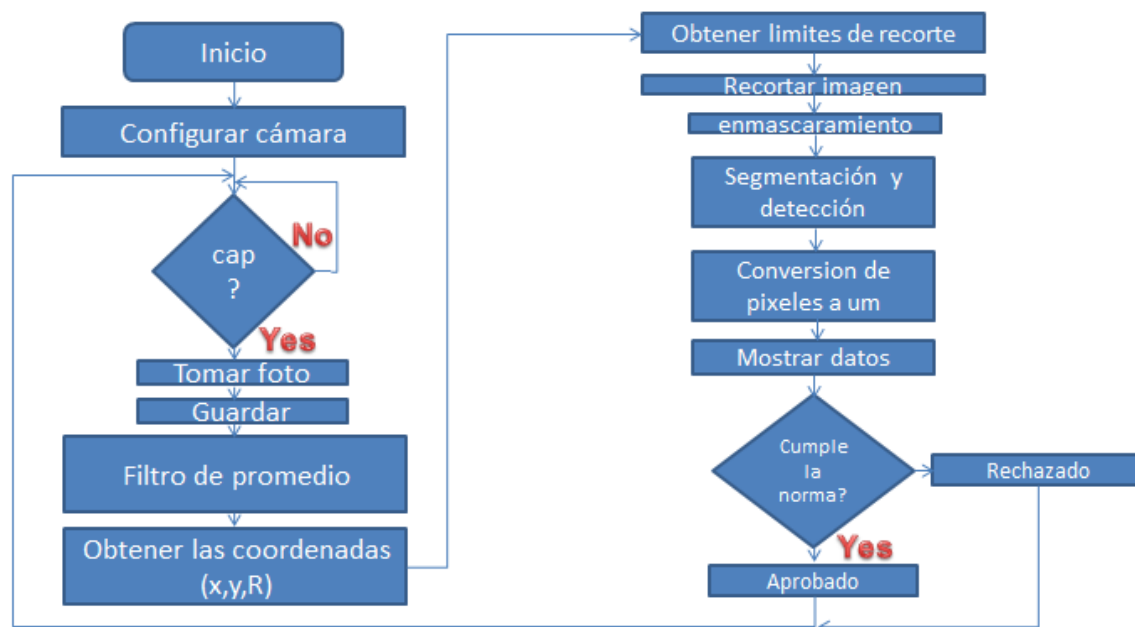 Inicio
Configurar cámara
cap
?
No
Yes
Tomar foto
Guardar
Filtro de promedio
Obtener las coordenadas
(x,y,R)
Obtener limites de recorte
Recortar imagen
enmascaramiento
Segmentación y
detección
Conversion de
pixeles a um
Mostrar datos
Cumple
la
norma?
Rechazado
Yes
Aprobado